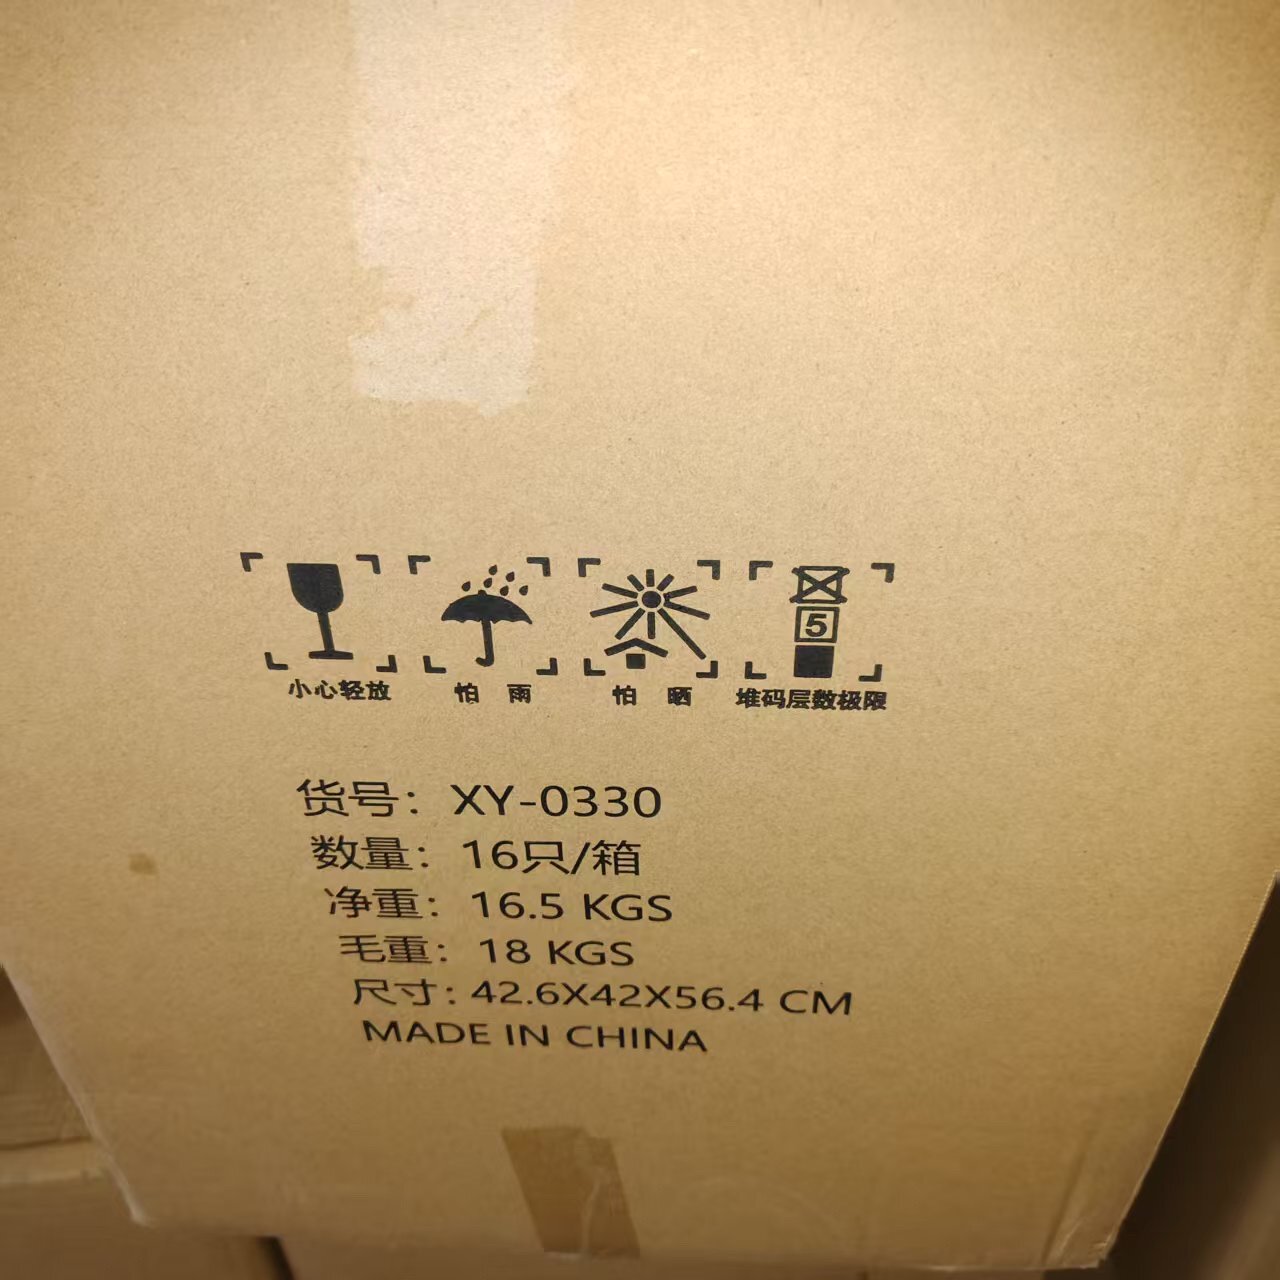 5
小心轻放 怕雨 怕晒 堆码层数极限
货号：XY-0330
数量：16只/箱
净重：16.5 KGS
毛重：18 KGS
尺寸：42.6X42X56.4 CM
MADE IN CHINA